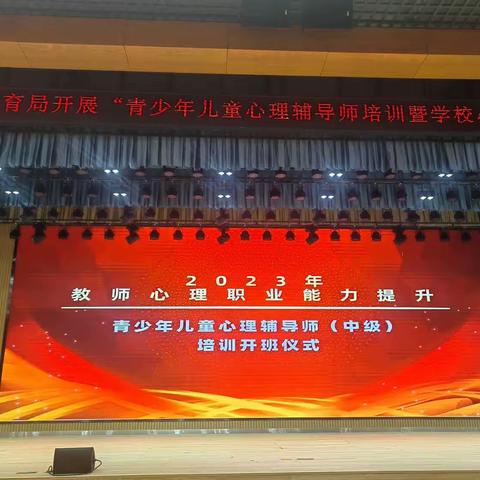 育局开展“青少年儿童心理辅导师培训暨学校
2023年
教师心理职业能力提升
青少年儿童心理辅导师（中级）
培训开班仪式